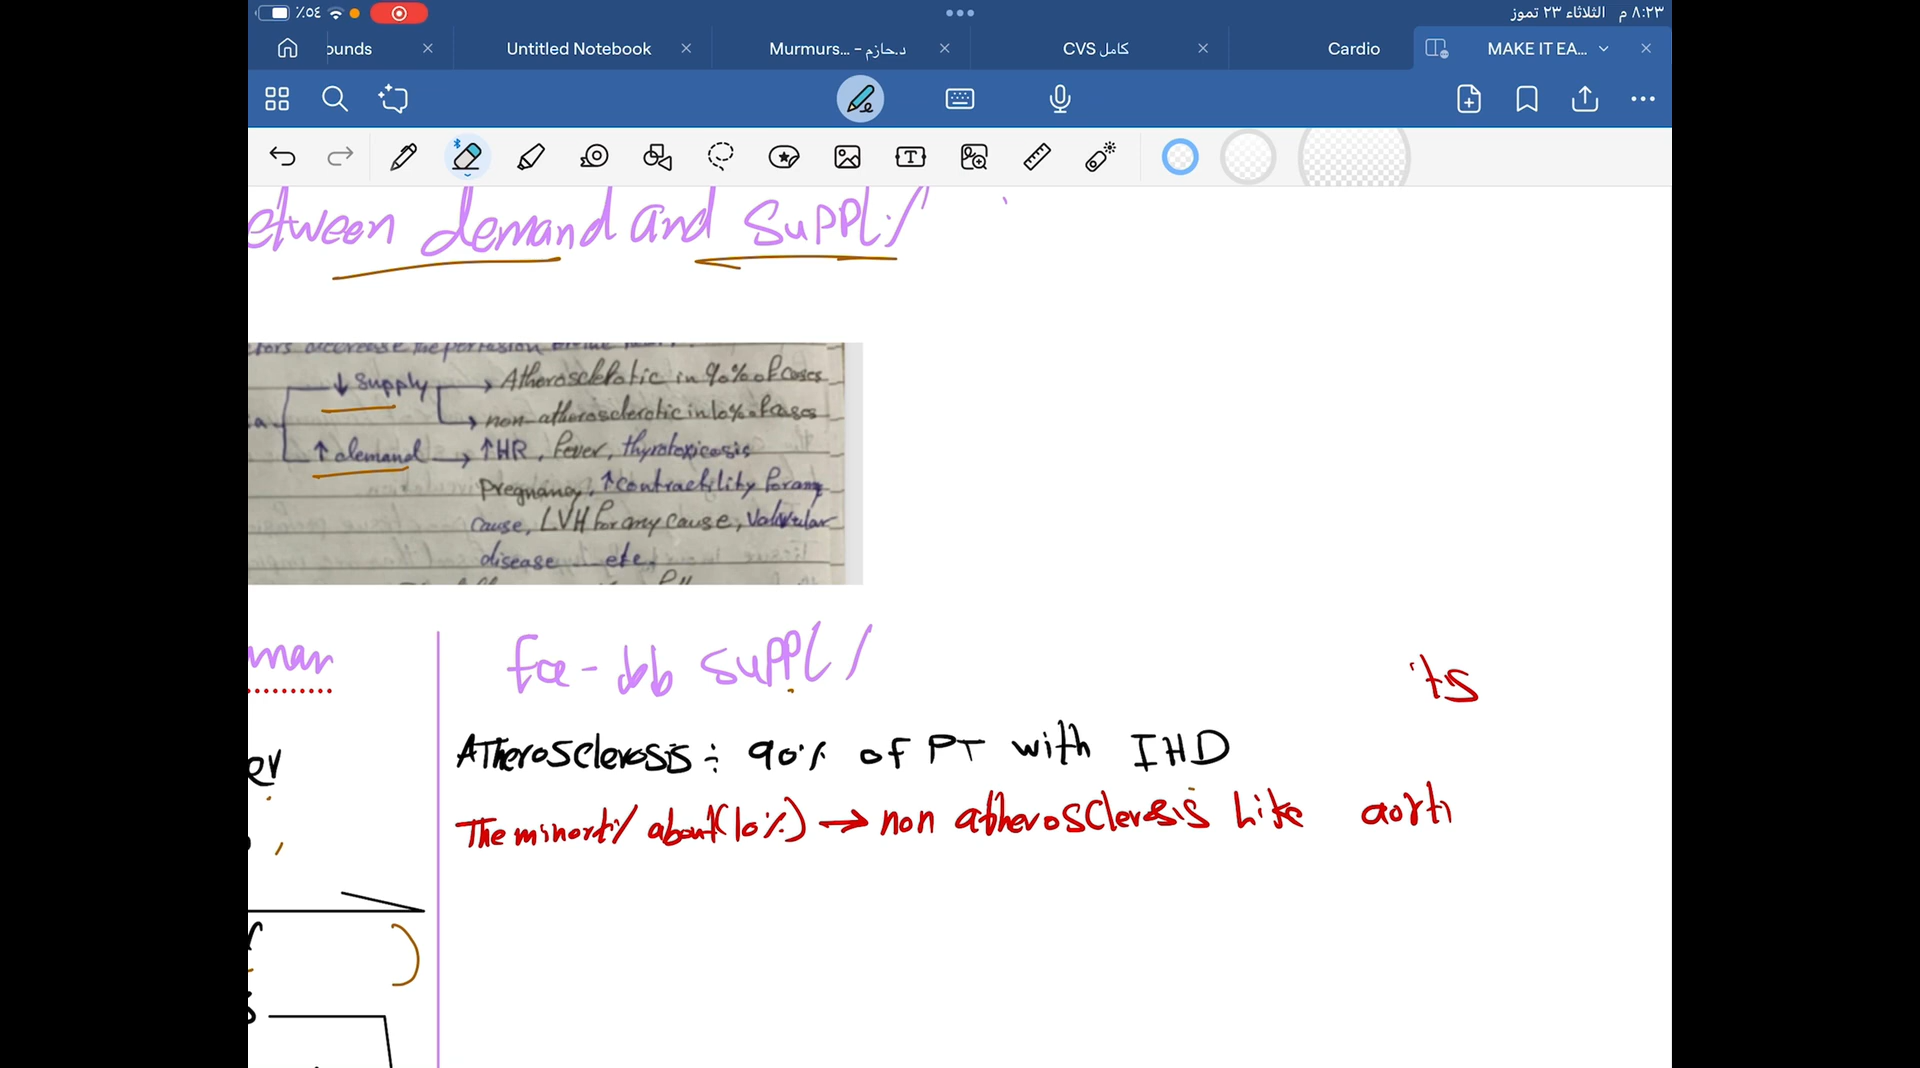 ٪٥٤
٨:٢٣ م الثلاثاء ٢٣ تموز
ounds
Untitled Notebook
Murmurs... - د.حازم
CVS كامل
Cardio
MAKE IT EA...
etween demand and supply
↓ supply → Atherosclerotic in 90% of cases
→ non-atherosclerotic in 10% of cases
↑ demand → ↑HR, fever, thyrotoxicosis
pregnancy, ↑contractility for any
cause, LVH for any cause, Valvular
disease ... etc.
supply
its
Atherosclerosis ÷ 90% of PT with IHD
The minority about (10%) → non atherosclerosis like aorti